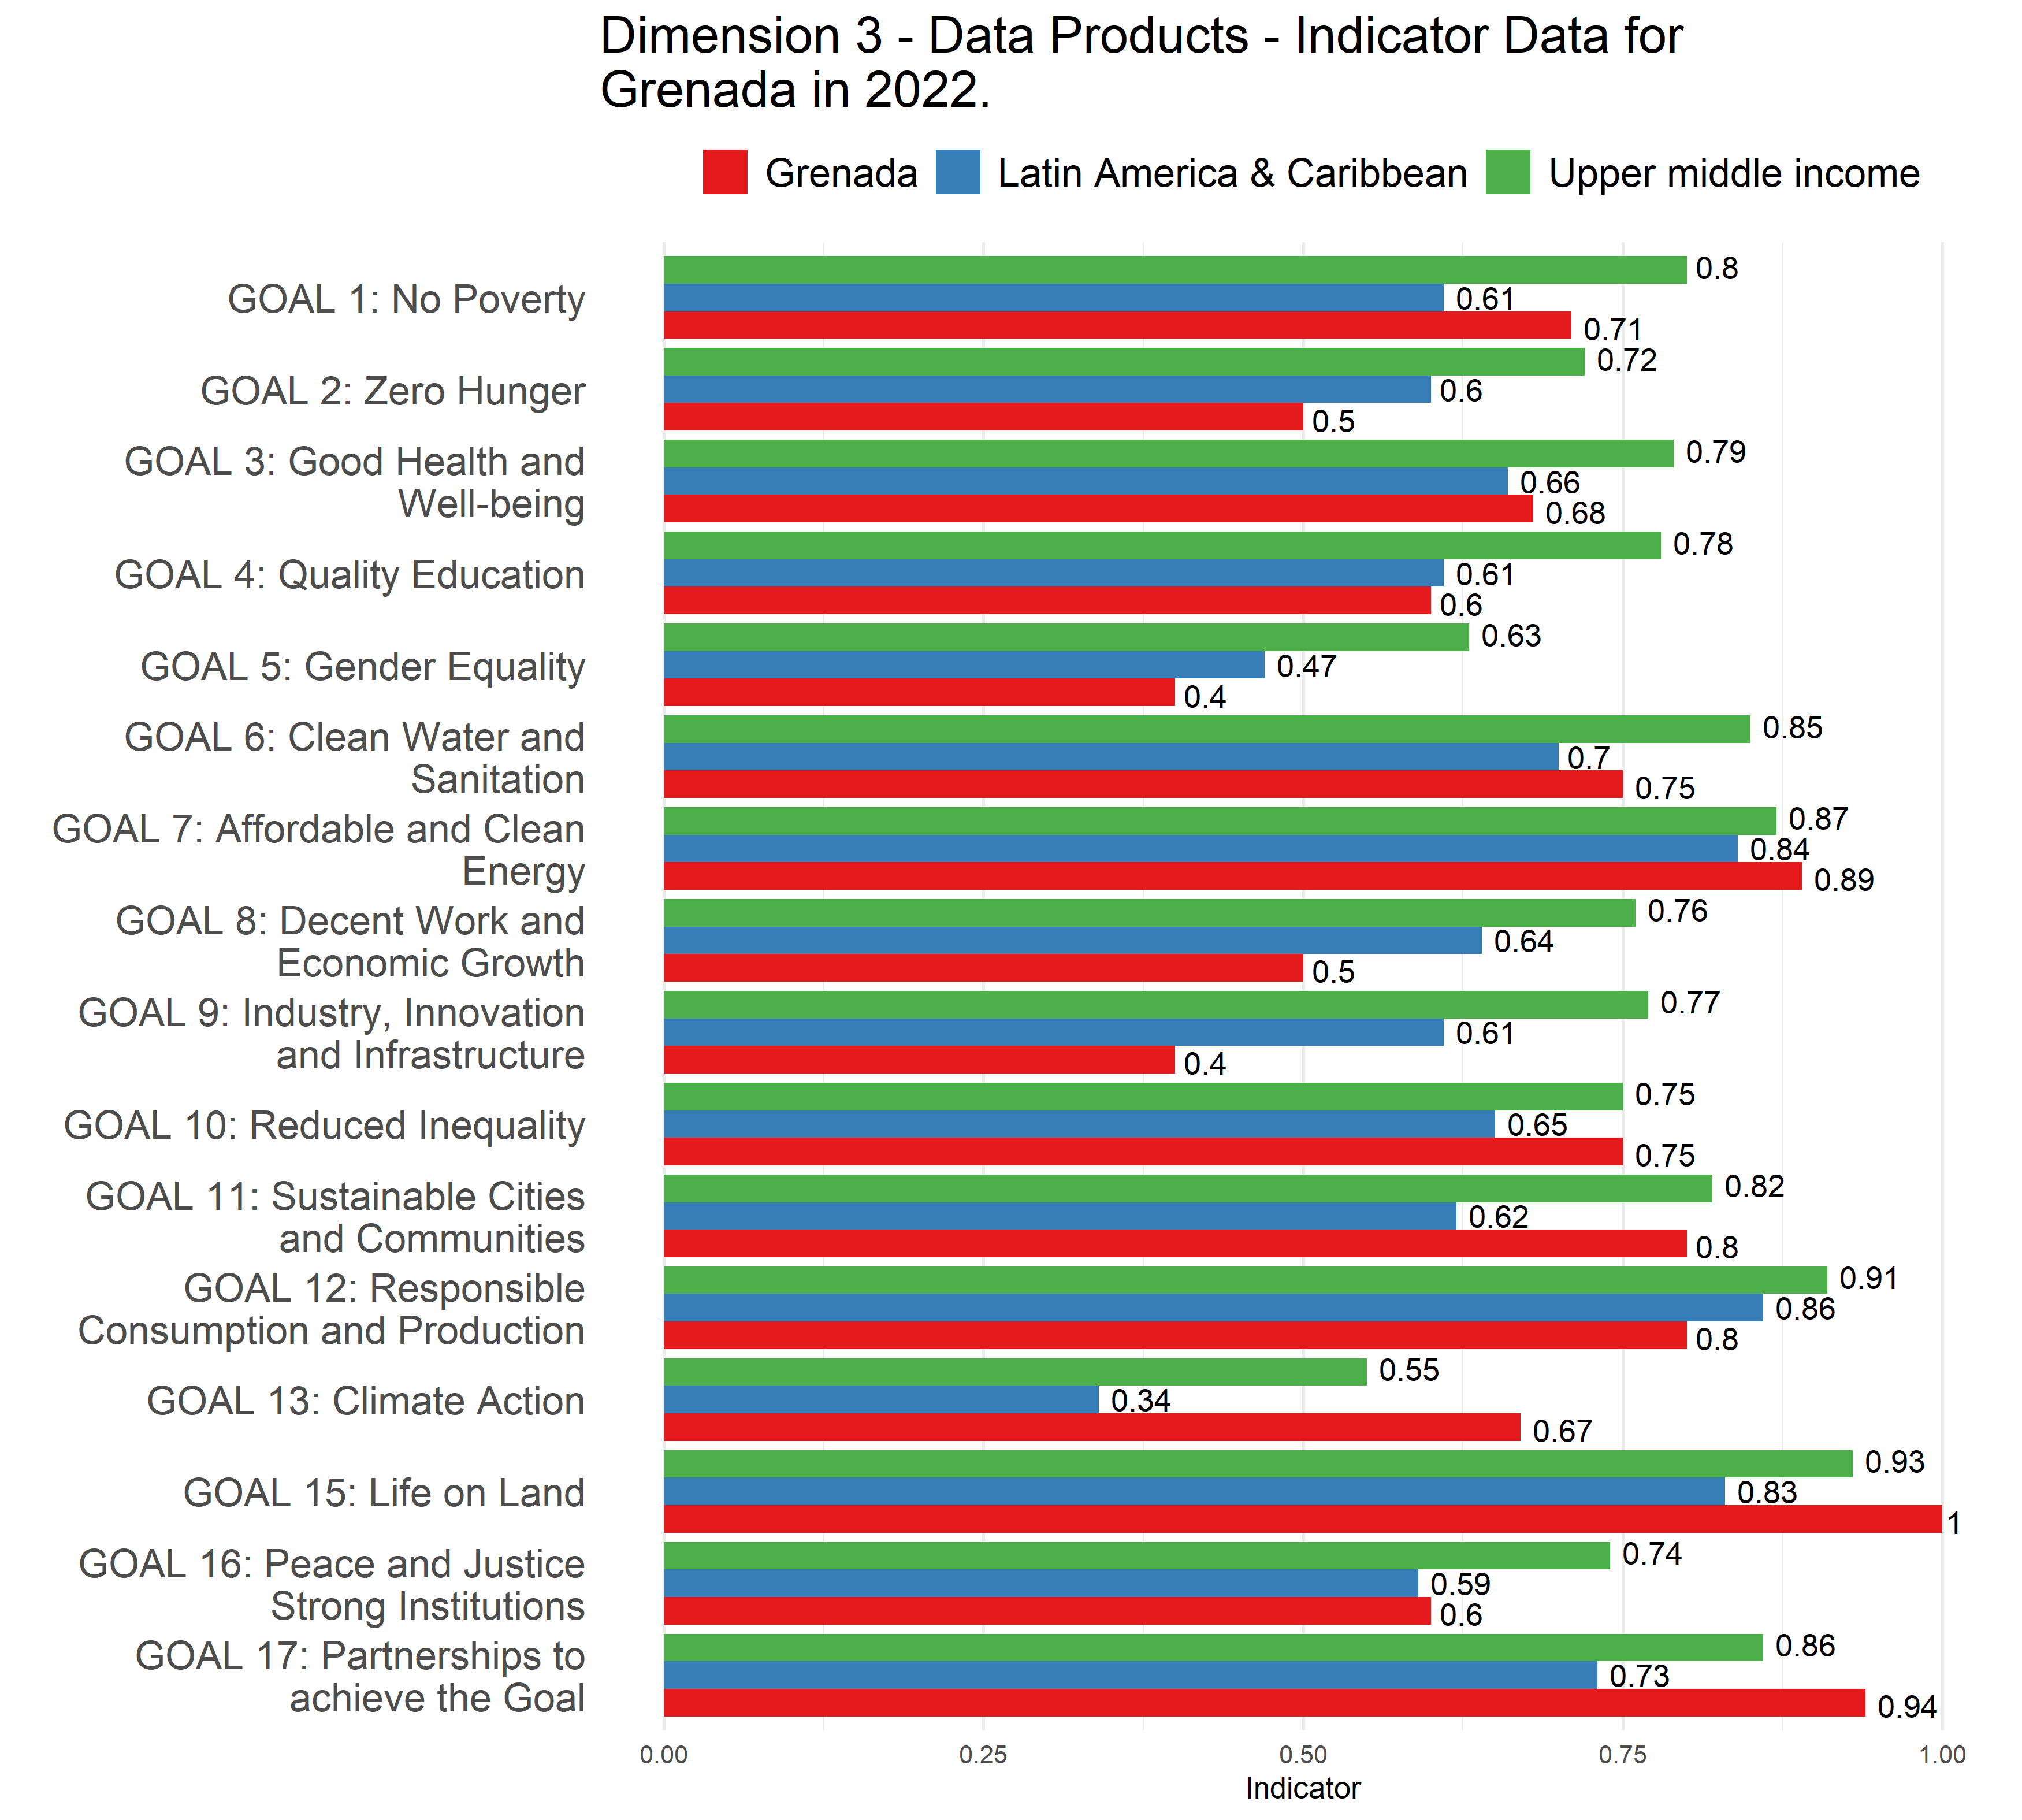 Dimension 3 - Data Products - Indicator Data for
Grenada in 2022.
Grenada
Latin America & Caribbean
Upper middle income
GOAL 1: No Poverty
0.8
0.61
0.71
GOAL 2: Zero Hunger
0.72
0.6
0.5
GOAL 3: Good Health and
Well-being
0.79
0.66
0.68
GOAL 4: Quality Education
0.78
0.61
0.6
GOAL 5: Gender Equality
0.63
0.47
0.4
GOAL 6: Clean Water and
Sanitation
0.85
0.7
0.75
GOAL 7: Affordable and Clean
Energy
0.87
0.84
0.89
GOAL 8: Decent Work and
Economic Growth
0.76
0.64
0.5
GOAL 9: Industry, Innovation
and Infrastructure
0.77
0.61
0.4
GOAL 10: Reduced Inequality
0.75
0.65
0.75
GOAL 11: Sustainable Cities
and Communities
0.82
0.62
0.8
GOAL 12: Responsible
Consumption and Production
0.91
0.86
0.8
GOAL 13: Climate Action
0.55
0.34
0.67
GOAL 15: Life on Land
0.93
0.83
1
GOAL 16: Peace and Justice
Strong Institutions
0.74
0.59
0.6
GOAL 17: Partnerships to
achieve the Goal
0.86
0.73
0.94
0.00
0.25
0.50
0.75
1.00
Indicator